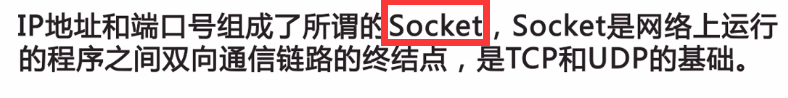 IP地址和端口号组成了所谓的Socket，Socket是网络上运行
的程序之间双向通信链路的终结点，是TCP和UDP的基础。